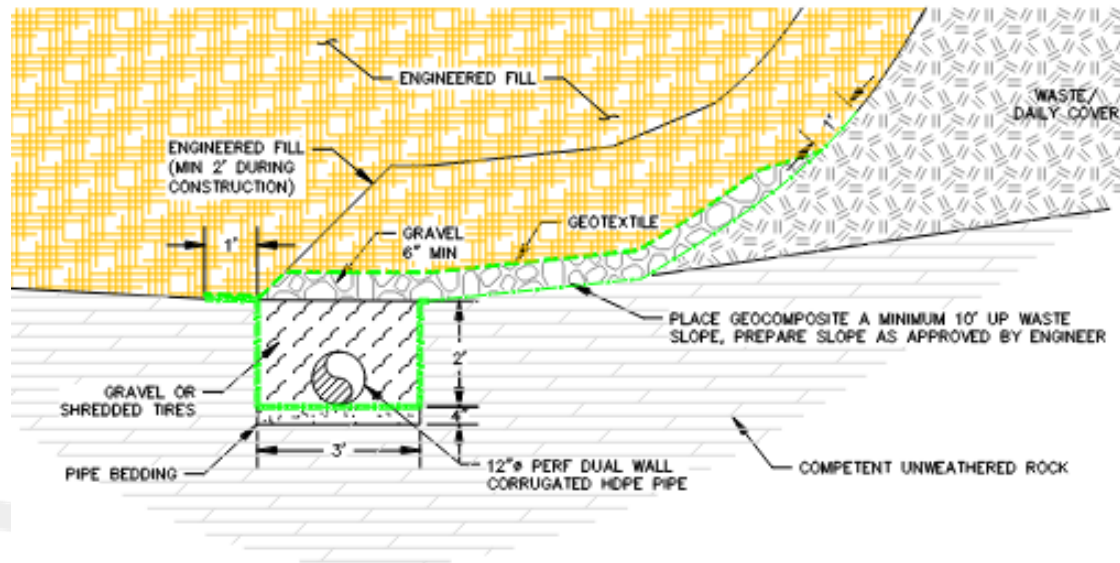 ENGINEERED FILL
WASTE/
DAILY COVER
1'
ENGINEERED FILL
(MIN 2' DURING
CONSTRUCTION)
1'
GRAVEL
6" MIN
GEOTEXTILE
PLACE GEOCOMPOSITE A MINIMUM 10' UP WASTE
SLOPE, PREPARE SLOPE AS APPROVED BY ENGINEER
2'
GRAVEL OR
SHREDDED TIRES
4"
3'
PIPE BEDDING
12"ø PERF DUAL WALL
CORRUGATED HDPE PIPE
COMPETENT UNWEATHERED ROCK